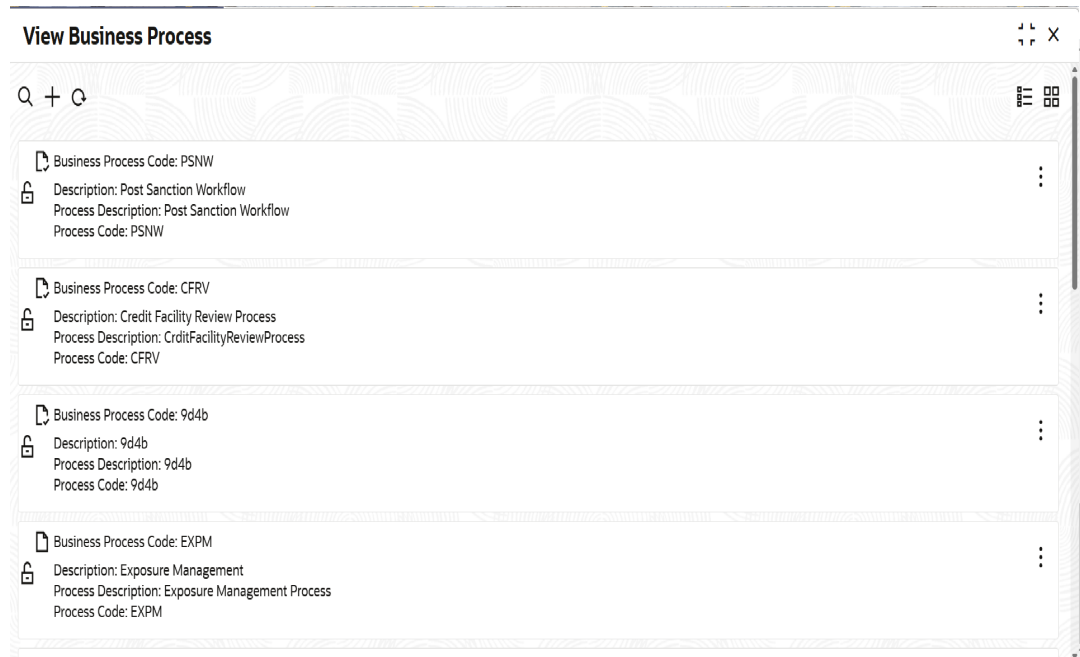 View Business Process
Business Process Code: PSNW
Description: Post Sanction Workflow
Process Description: Post Sanction Workflow
Process Code: PSNW
Business Process Code: CFRV
Description: Credit Facility Review Process
Process Description: CrditFacilityReviewProcess
Process Code: CFRV
Business Process Code: 9d4b
Description: 9d4b
Process Description: 9d4b
Process Code: 9d4b
Business Process Code: EXPM
Description: Exposure Management
Process Description: Exposure Management Process
Process Code: EXPM